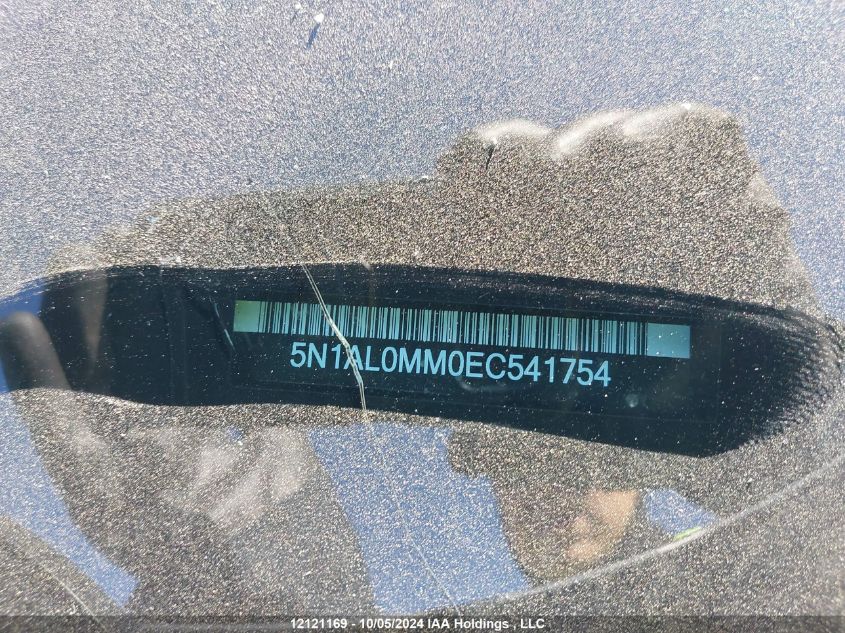 5N1AL0MM0EC541754
12121169 - 10/05/2024 IAA Holdings , LLC